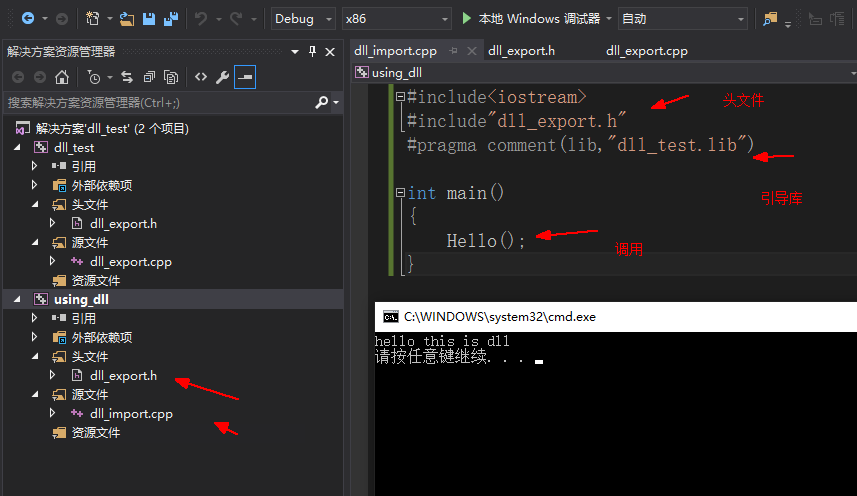 Debug
x86
本地 Windows 调试器
自动
解决方案资源管理器
搜索解决方案资源管理器(Ctrl+;)
解决方案'dll_test' (2 个项目)
dll_test
引用
外部依赖项
头文件
dll_export.h
源文件
dll_export.cpp
资源文件
using_dll
引用
外部依赖项
头文件
dll_export.h
源文件
dll_import.cpp
资源文件
dll_import.cpp
dll_export.h
dll_export.cpp
using_dll
#include<iostream>
#include"dll_export.h"
头文件
#pragma comment(lib,"dll_test.lib")
引导库
int main()
{
Hello();
调用
}
C:\WINDOWS\system32\cmd.exe
hello this is dll
请按任意键继续. . .